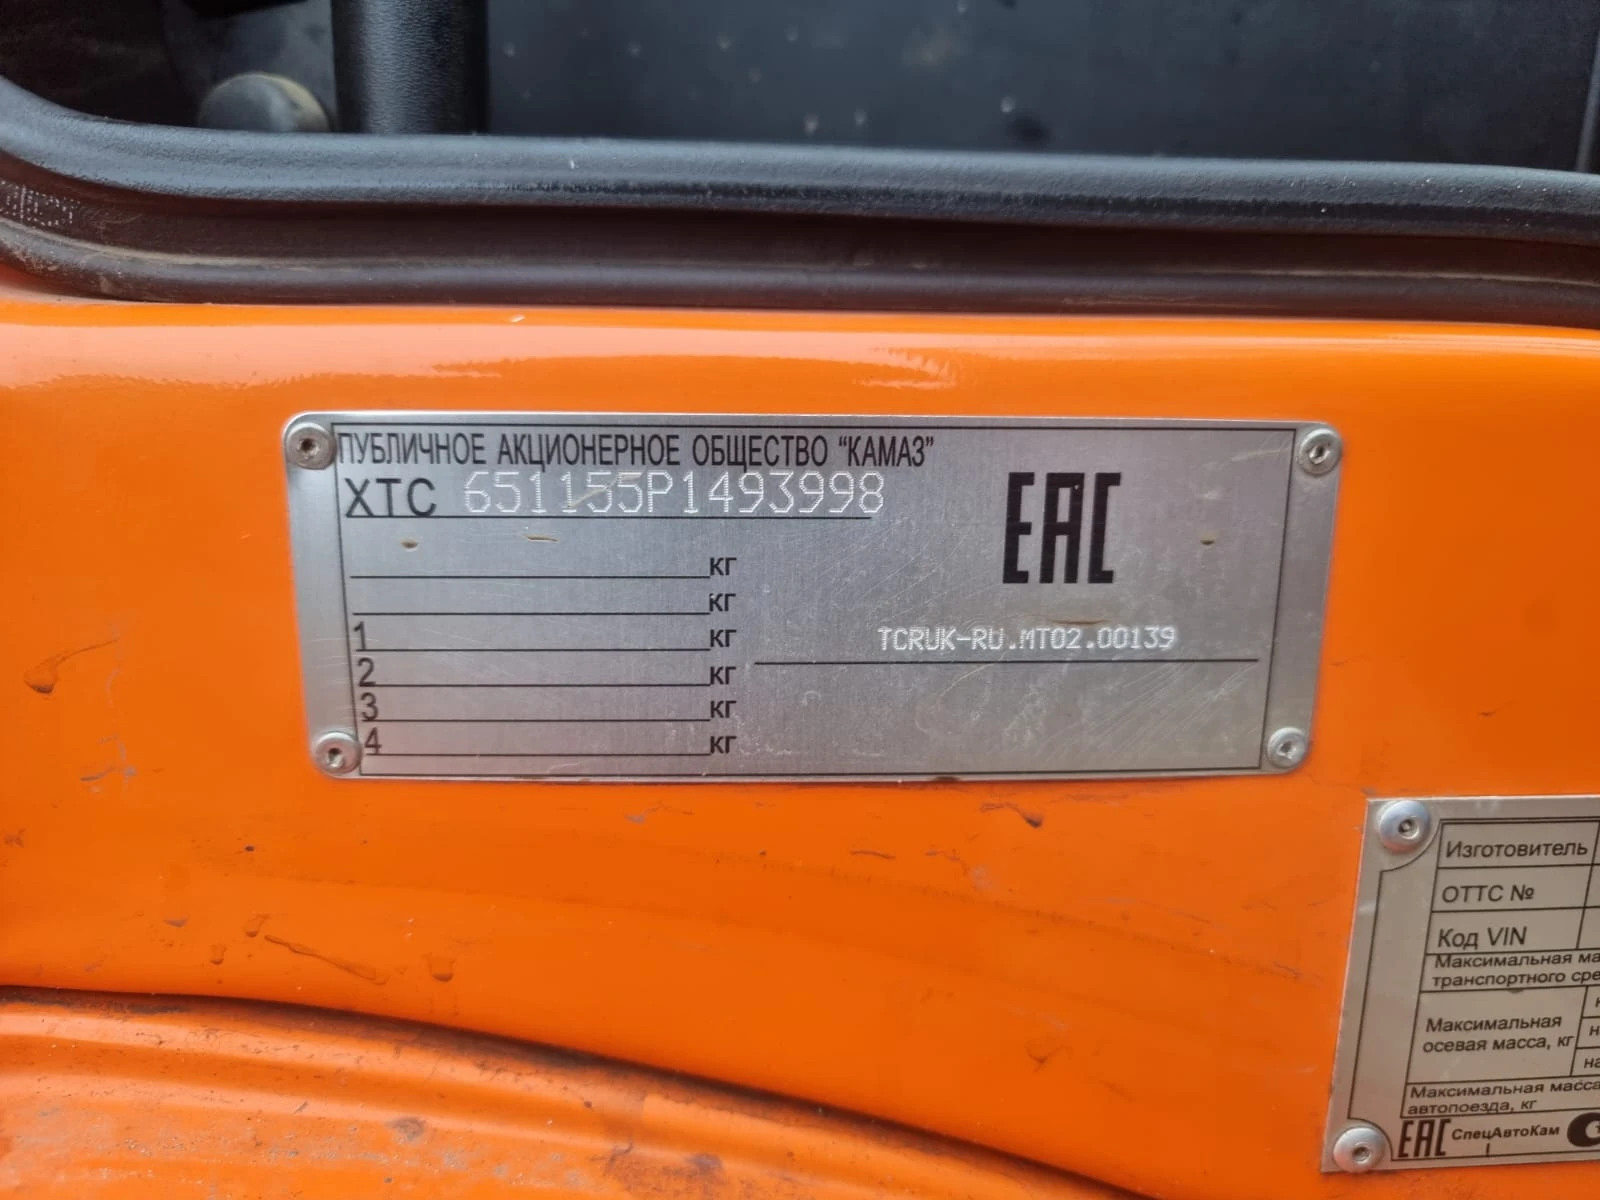 ПУБЛИЧНОЕ АКЦИОНЕРНОЕ ОБЩЕСТВО “КАМАЗ”
XTC 651155P1493998
EAC
кг
кг
1 кг
2 кг
3 кг
4 кг
TCRUK-RU.MT02.00139
Изготовитель
ОТТС №
Код VIN
Максимальная ма
транспортного сре
Максимальная
осевая масса, кг
на
Максимальная масса
автопоезда, кг
EAC СпецАвтоКам